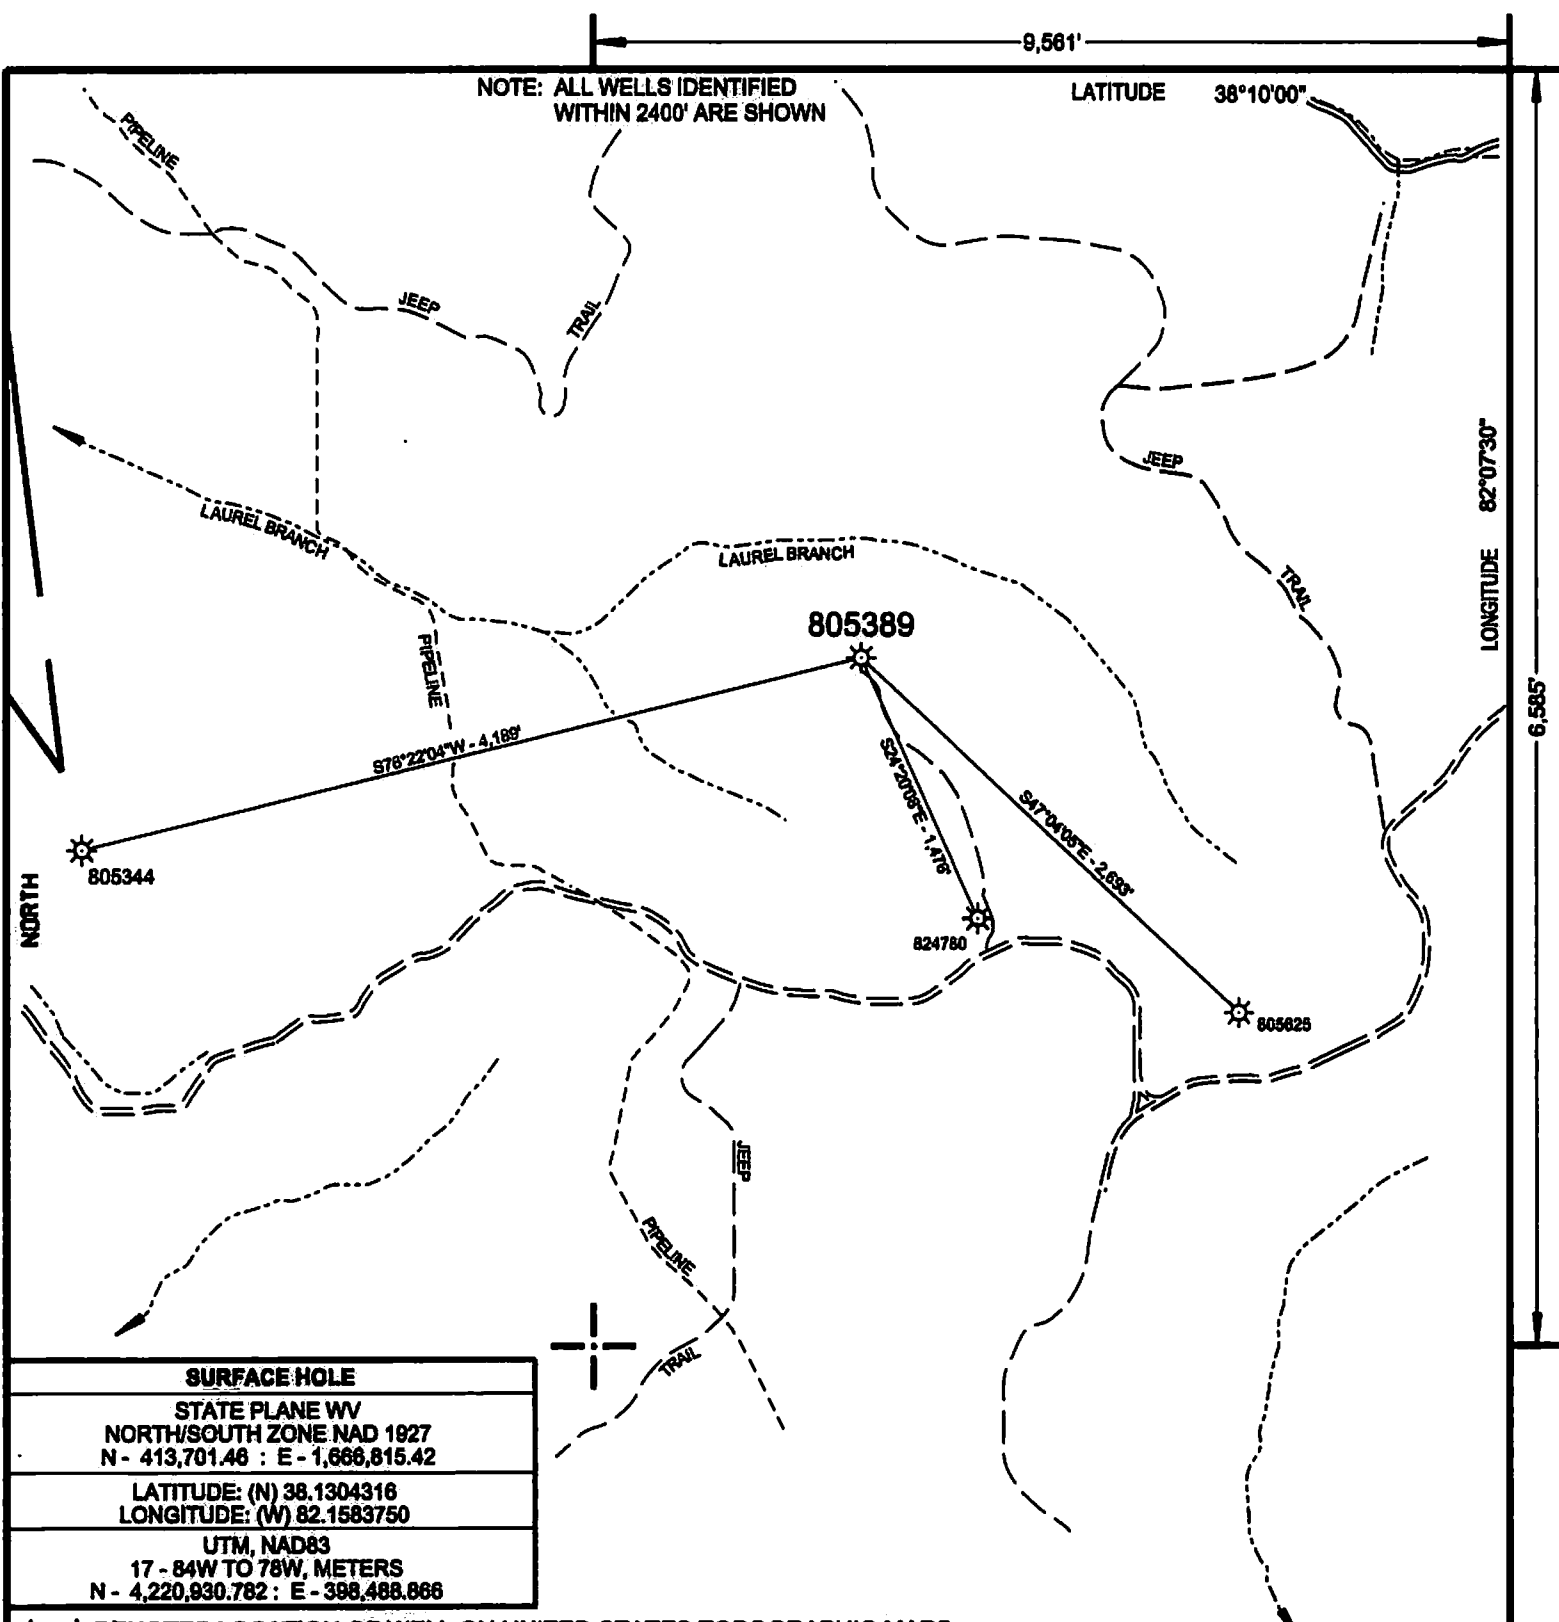 9,561'
NOTE: ALL WELLS IDENTIFIED
WITHIN 2400' ARE SHOWN
LATITUDE 38°10'00"
PIPELINE
JEEP
TRAIL
LONGITUDE 82°07'30"
JEEP
TRAIL
LAUREL BRANCH
LAUREL BRANCH
805389
PIPELINE
6,585'
S76°22'04"W - 4,189'
S24°20'08"E - 1,476'
S47°04'05"E - 2,693'
805344
NORTH
824780
805625
JEEP
PIPELINE
TRAIL
SURFACE HOLE
STATE PLANE WV
NORTH/SOUTH ZONE NAD 1927
N - 413,701.46 : E - 1,666,815.42
LATITUDE: (N) 38.1304316
LONGITUDE: (W) 82.1583750
UTM, NAD83
17 - 84W TO 78W, METERS
N - 4,220,930.782 : E - 398,488.866